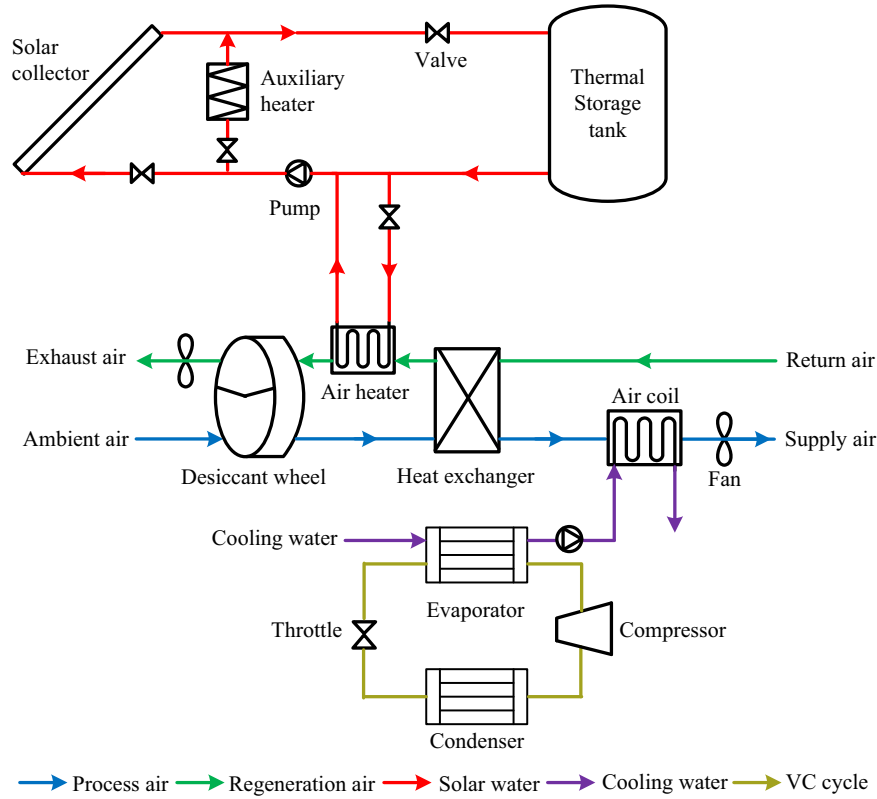 Solar
collector
Auxiliary
heater
Valve
Thermal
Storage
tank
Pump
Exhaust air
Air heater
Return air
Air coil
Ambient air
Supply air
Desiccant wheel
Heat exchanger
Fan
Cooling water
Evaporator
Throttle
Compressor
Condenser
Process air
Regeneration air
Solar water
Cooling water
VC cycle